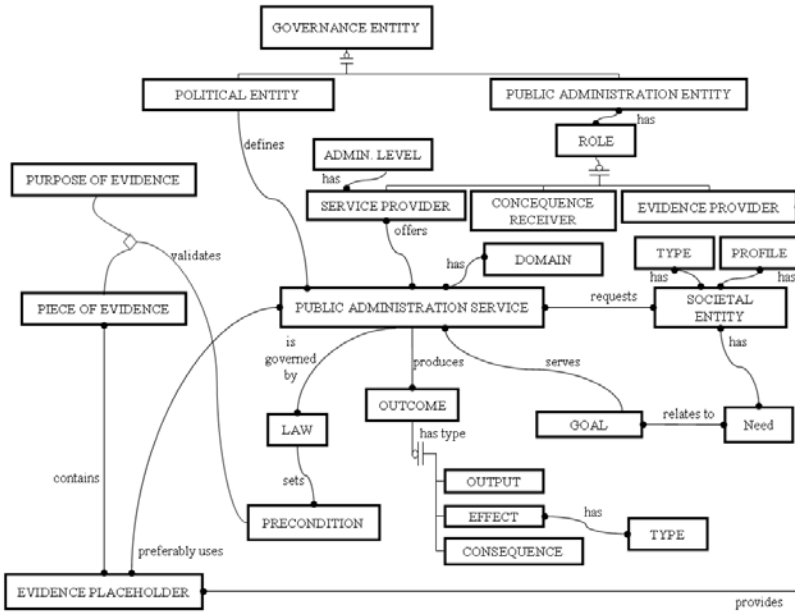 GOVERNANCE ENTITY
POLITICAL ENTITY
PUBLIC ADMINISTRATION ENTITY
has
defines
ROLE
ADMIN. LEVEL
PURPOSE OF EVIDENCE
has
SERVICE PROVIDER
CONCEQUENCE
RECEIVER
EVIDENCE PROVIDER
offers
validates
has
DOMAIN
TYPE
PROFILE
has
has
PIECE OF EVIDENCE
PUBLIC ADMINISTRATION SERVICE
requests
SOCIETAL
ENTITY
is
governed
by
produces
serves
has
OUTCOME
LAW
GOAL
relates to
Need
has type
contains
sets
OUTPUT
PRECONDITION
EFFECT
has
TYPE
preferably uses
CONSEQUENCE
EVIDENCE PLACEHOLDER
provides